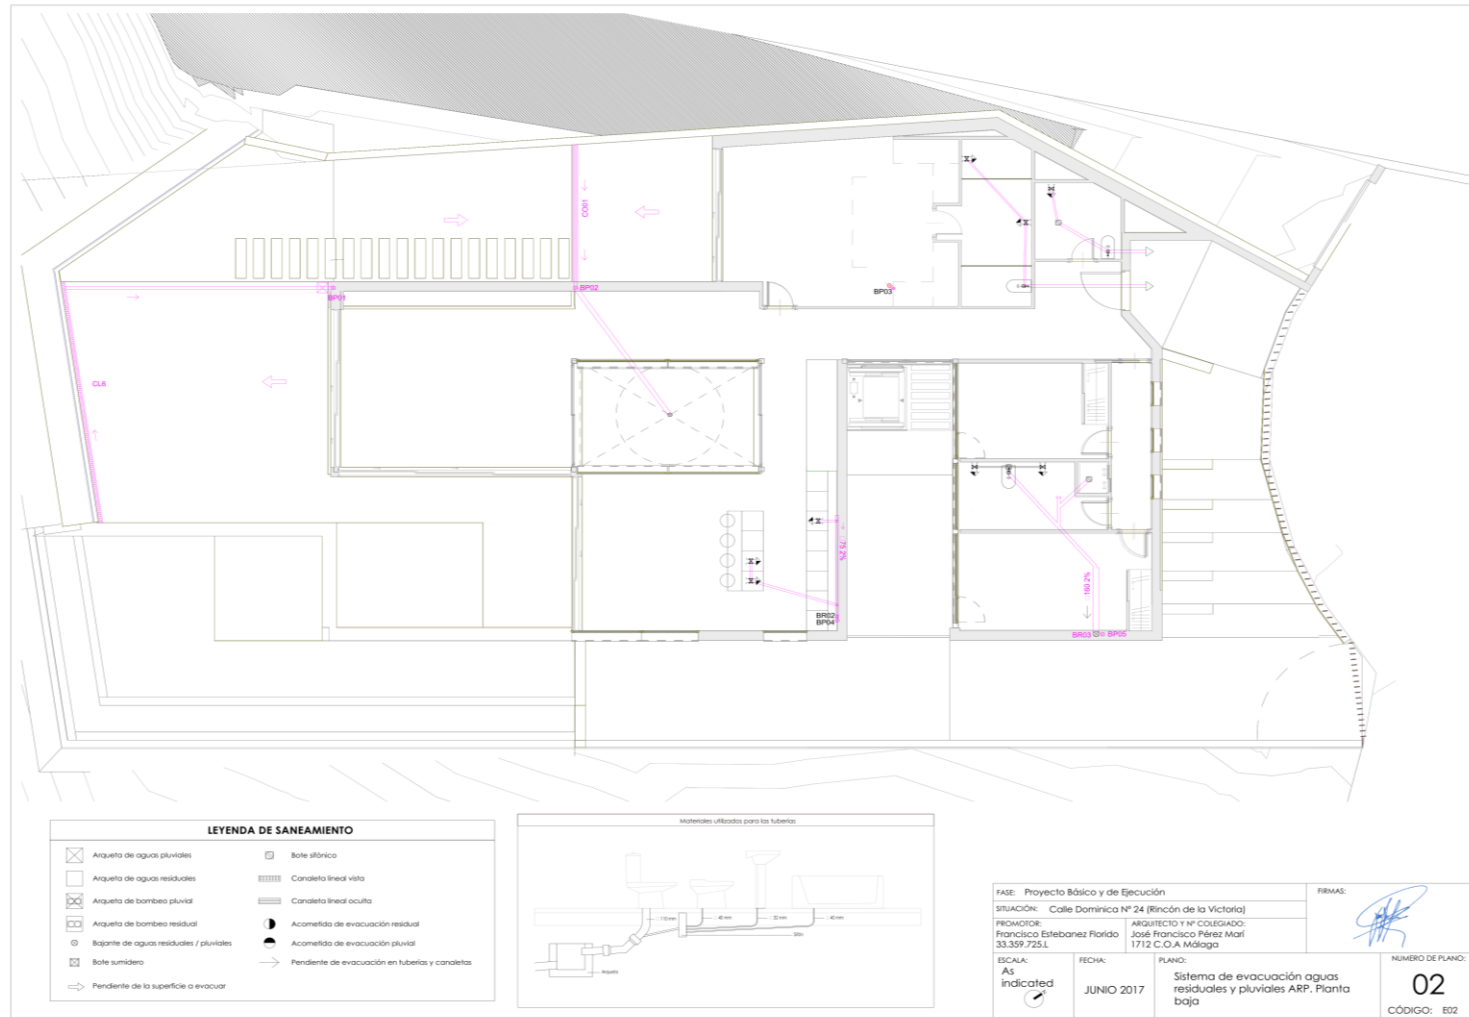 CO01
BP01
BP02
BP03
CL6
75.2%
BR02
BP04
160.2%
BR03
BP05
LEYENDA DE SANEAMIENTO
Arqueta de aguas pluviales
Bote sifónico
Arqueta de aguas residuales
Canaleta lineal vista
Arqueta de bombeo pluvial
Canaleta lineal oculta
Arqueta de bombeo residual
Acometida de evacuación residual
Bajante de aguas residuales / pluviales
Acometida de evacuación pluvial
Bote sumidero
Pendiente de evacuación en tuberías y canaletas
Pendiente de la superficie a evacuar
Materiales utilizados para las tuberías
Arqueta
FASE: Proyecto Básico y de Ejecución
FIRMAS:
SITUACIÓN: Calle Dominica Nº 24 (Rincón de la Victoria)
PROMOTOR:
Francisco Estebanez Florido
33.359.725.L
ARQUITECTO Y Nº COLEGIADO:
José Francisco Pérez Marí
1712 C.O.A Málaga
ESCALA:
As
indicated
FECHA:
JUNIO 2017
PLANO:
Sistema de evacuación aguas
residuales y pluviales ARP. Planta
baja
NUMERO DE PLANO:
02
CÓDIGO: E02